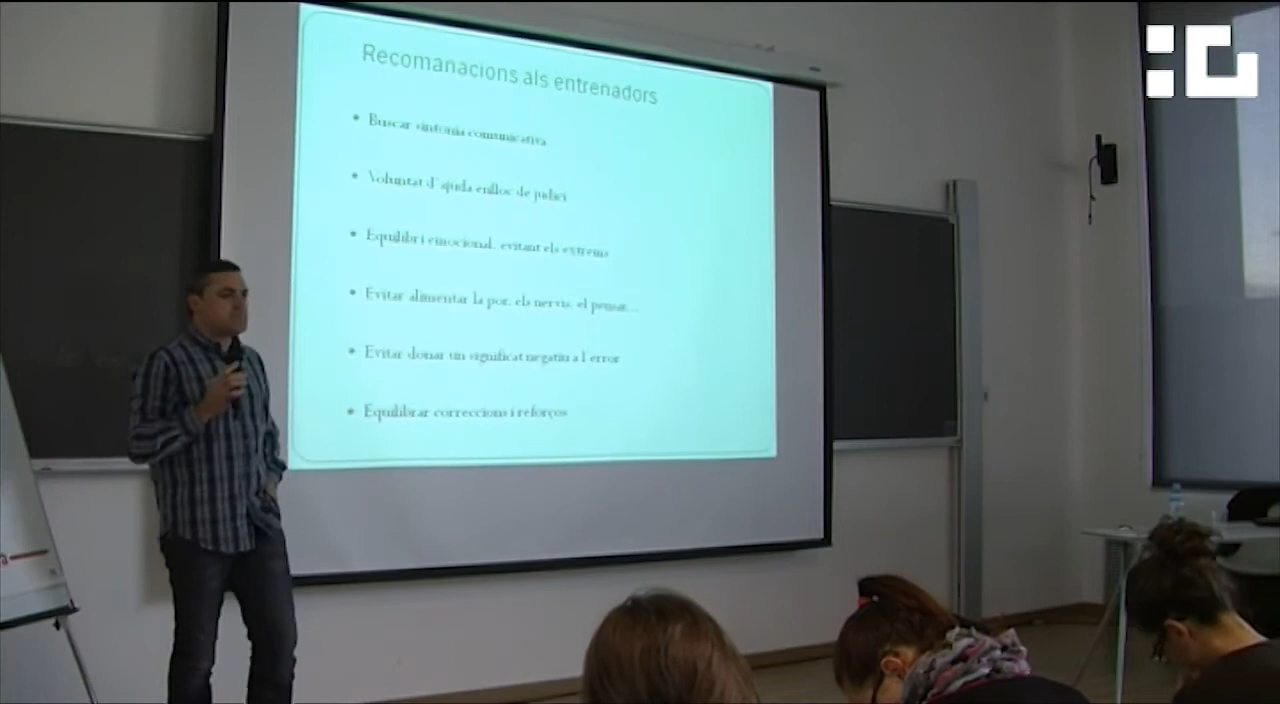 Recomanacions als entrenadors
• Buscar sintonia comunicativa
• Voluntat d'ajuda enlloc de judici
• Equilibri emocional, evitant els extrems
• Evitar alimentar la por, els nervis, el pensar...
• Evitar donar un significat negatiu a l'error
• Equilibrar correccions i reforços